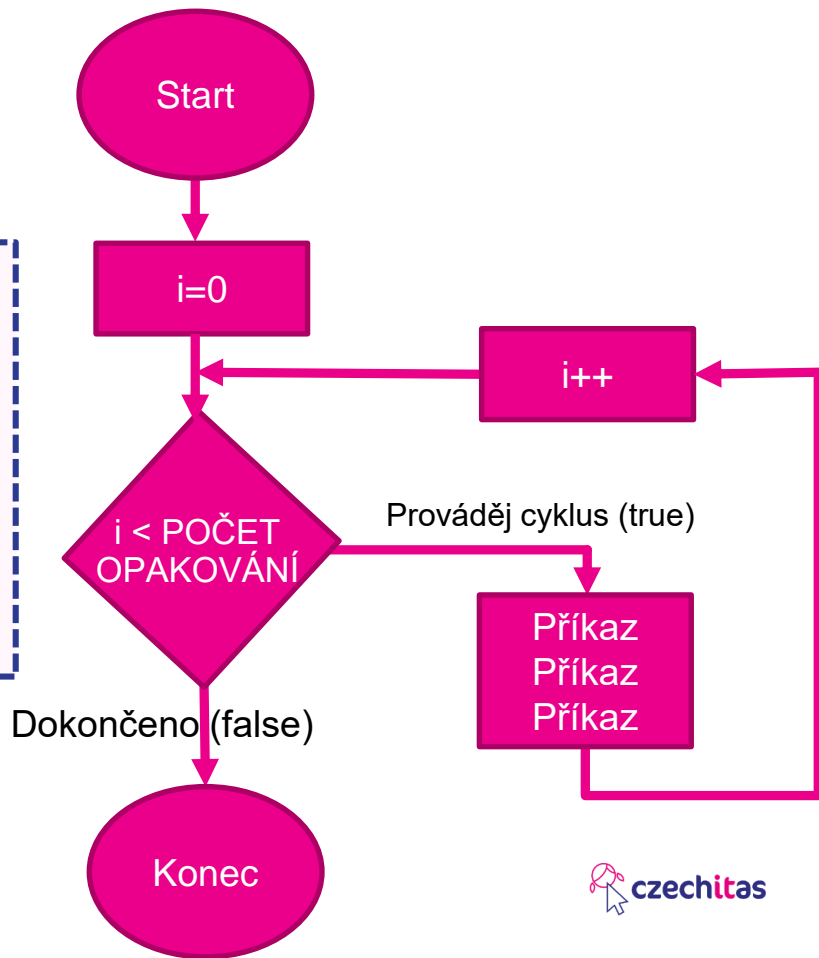 Start
i=0
i++
i < POČET
OPAKOVÁNÍ
Prováděj cyklus (true)
Příkaz
Příkaz
Příkaz
Dokončeno (false)
Konec
czechitas